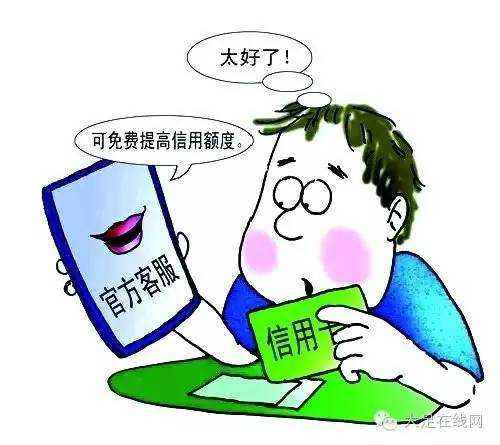 太好了！
可免费提高信用额度。
官方客服
信用卡
大足在线网